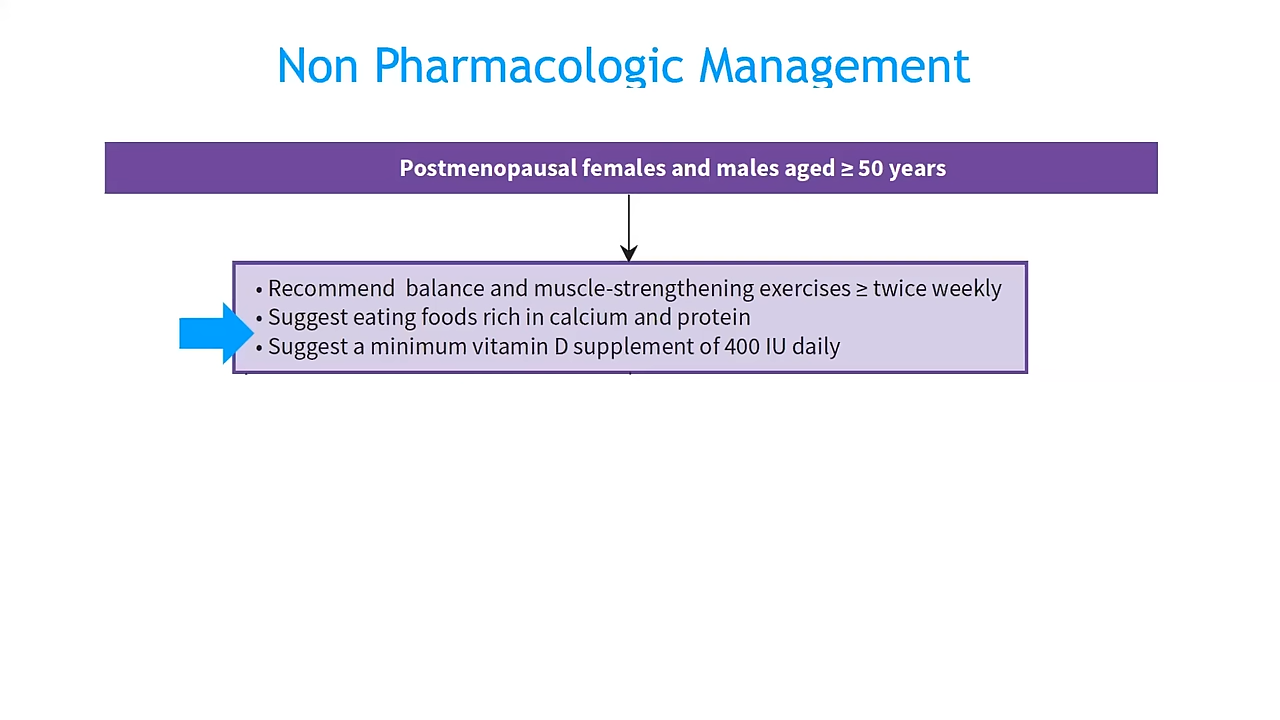 Non Pharmacologic Management
Postmenopausal females and males aged ≥ 50 years
• Recommend  balance and muscle-strengthening exercises ≥ twice weekly
• Suggest eating foods rich in calcium and protein
• Suggest a minimum vitamin D supplement of 400 IU daily